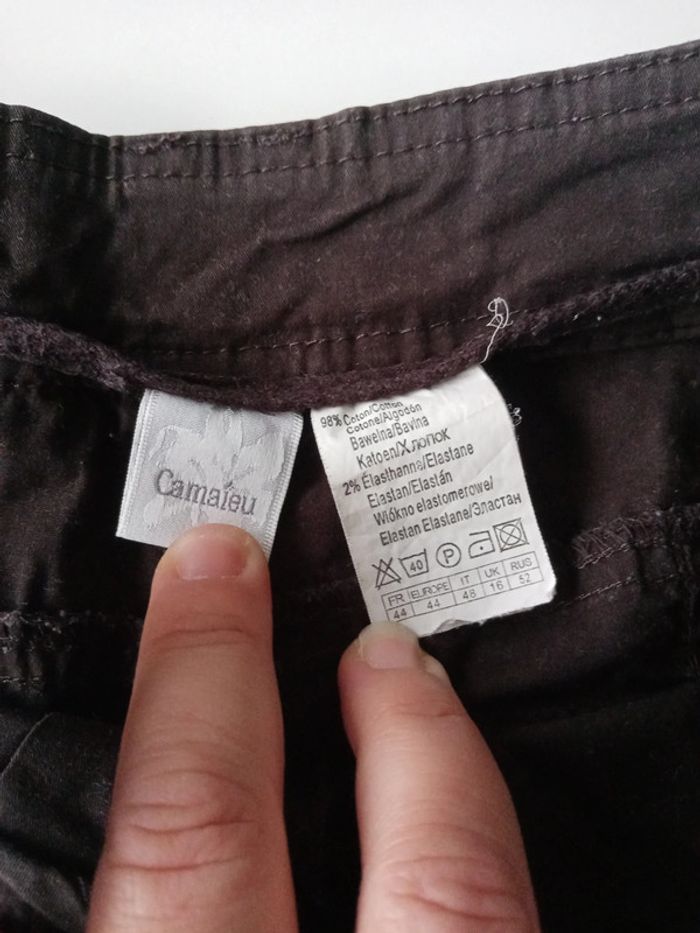 Camaïeu
98% Coton/Cotton
Cotone/Algodón
Bawełna/Bavlna
Katoen/Хлопок
2% Élasthanne/Elastane
Elastan/Elastán
Włókno elastomerowe/
Elastan Elastane/Эластан
40 P
FR EUROPE IT UK RUS
44 44 48 16 52